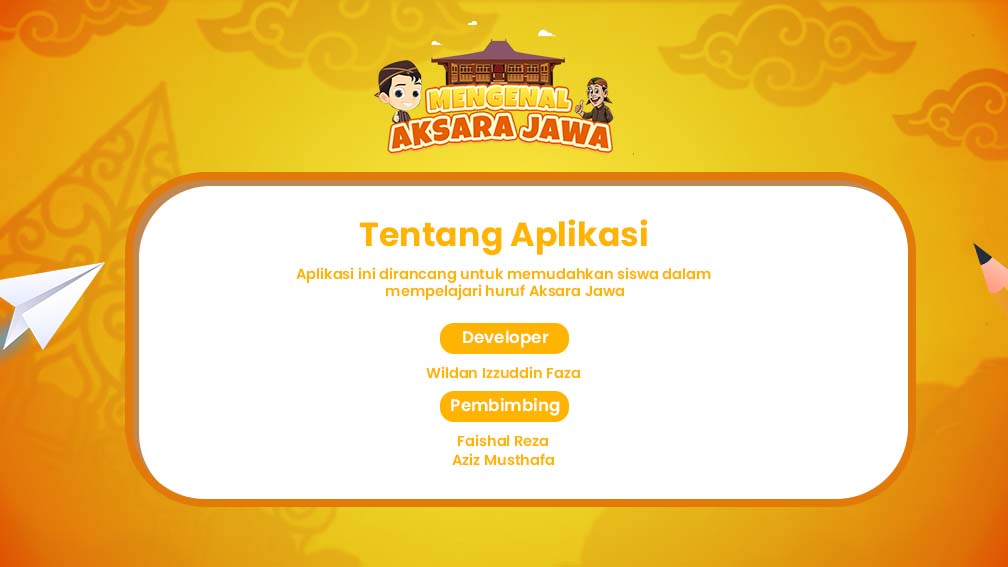 MENGENAL
AKSARA JAWA
Tentang Aplikasi
Aplikasi ini dirancang untuk memudahkan siswa dalam
mempelajari huruf Aksara Jawa
Developer
Wildan Izzuddin Faza
Pembimbing
Faishal Reza
Aziz Musthafa